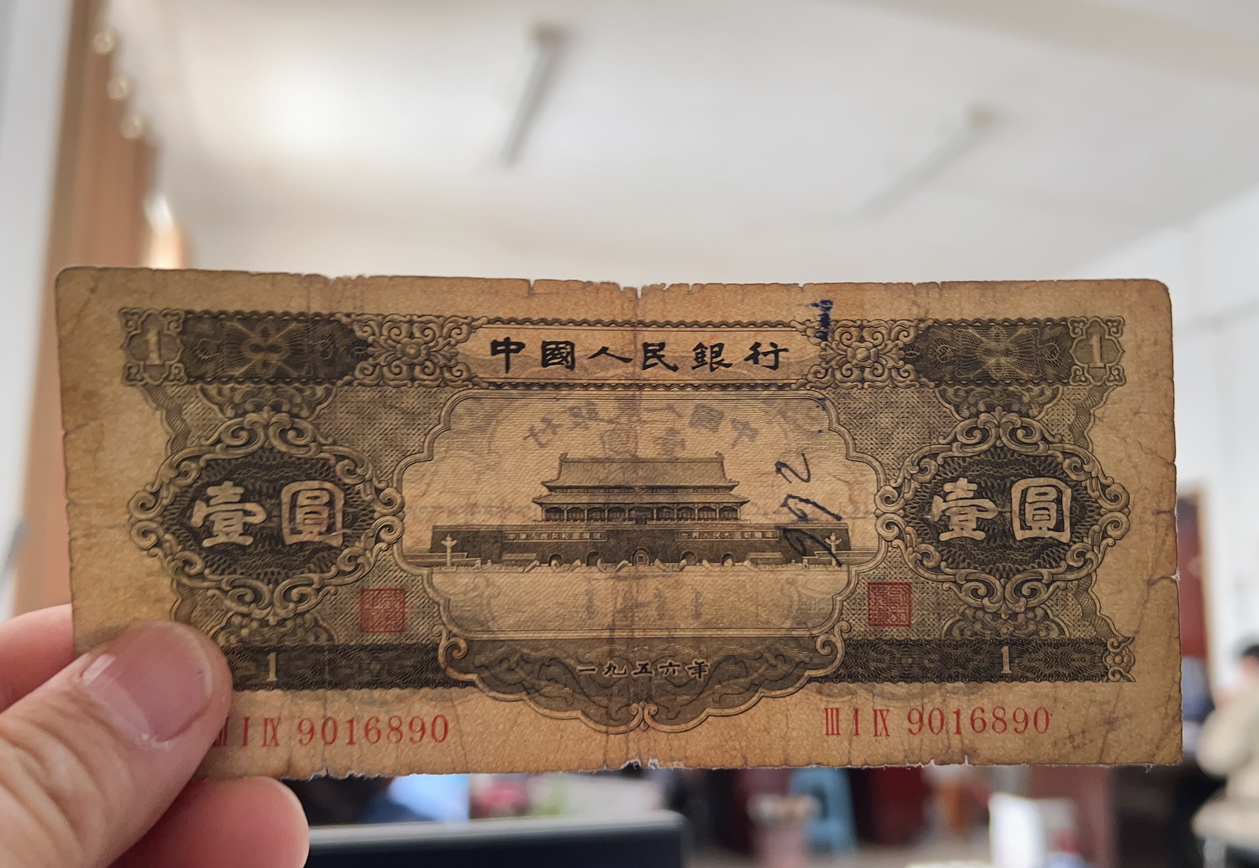 1 中國人民銀行 1
壹圓 壹圓
1 一九五六年 1
III I IX 9016890 III I IX 9016890